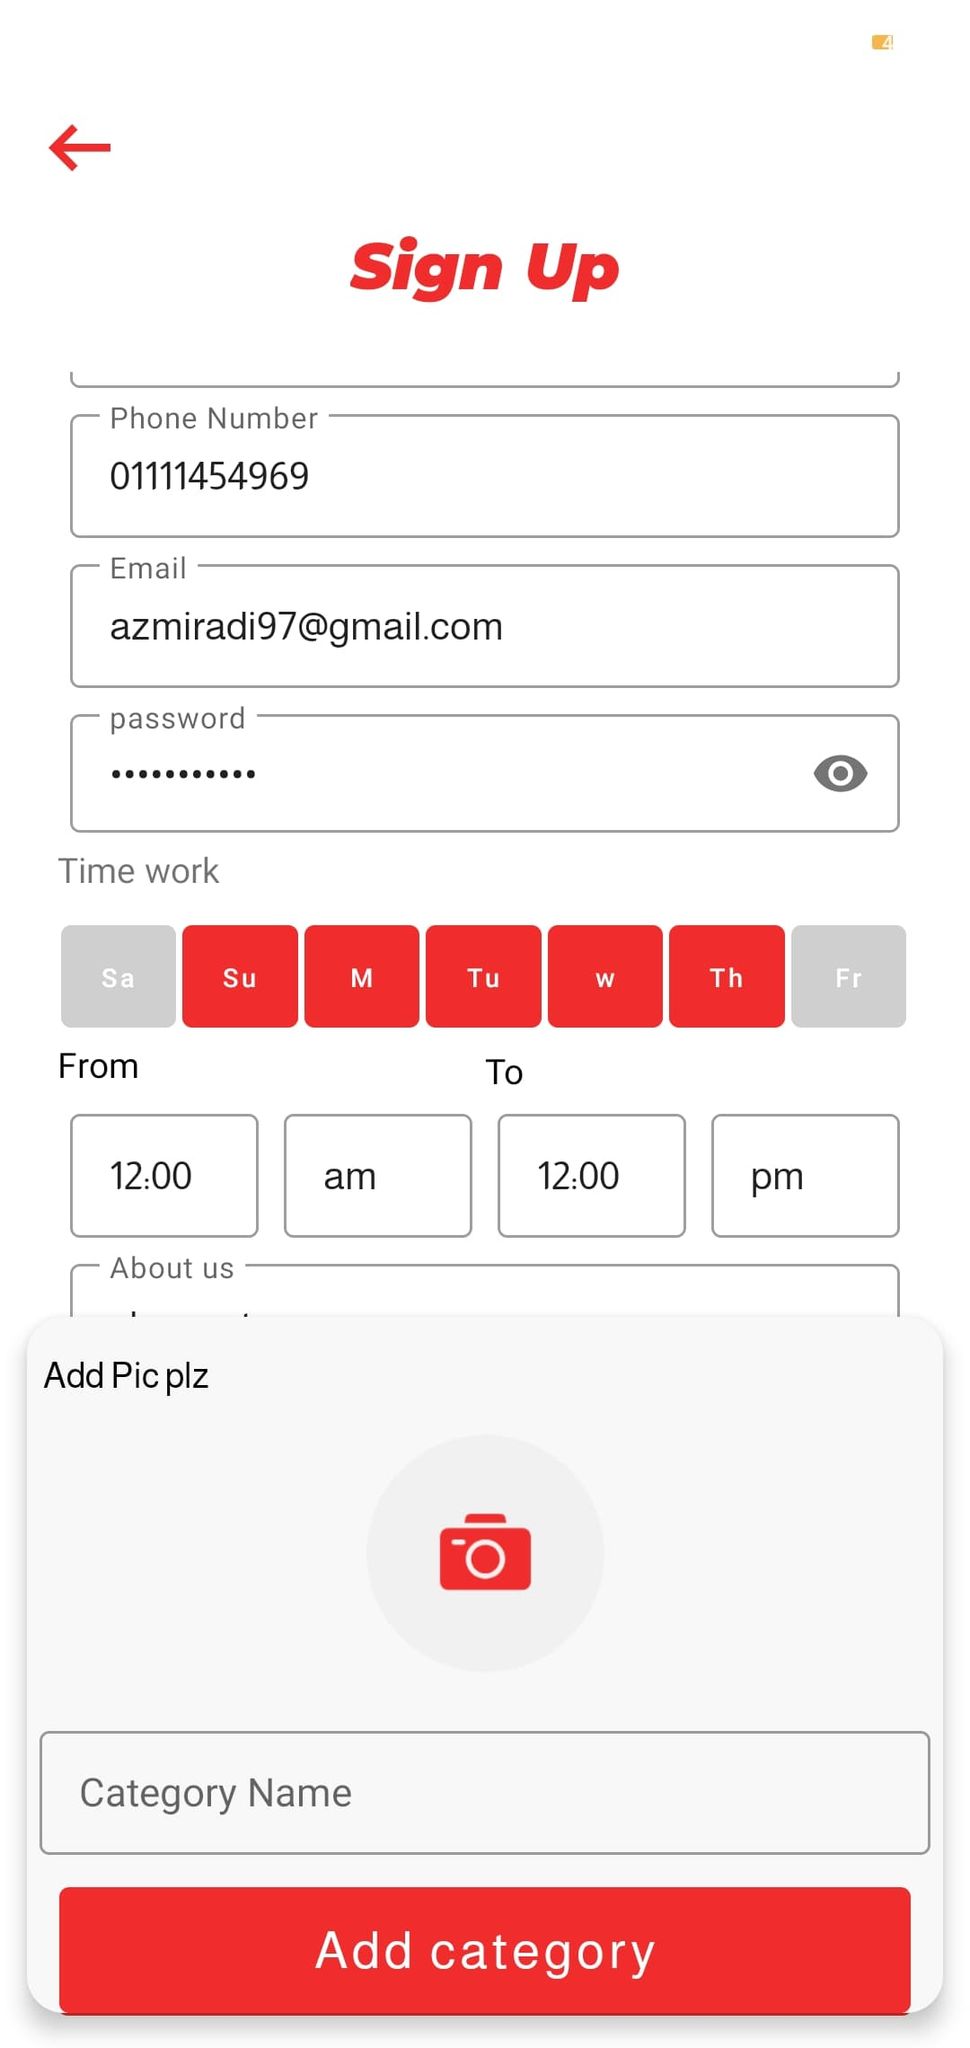 4
Sign Up
Phone Number
01111454969
Email
azmiradi97@gmail.com
password
•••••••••••
Time work
Sa Su M Tu w Th Fr
From To
12:00 am 12:00 pm
About us
Add Pic plz
Category Name
Add category